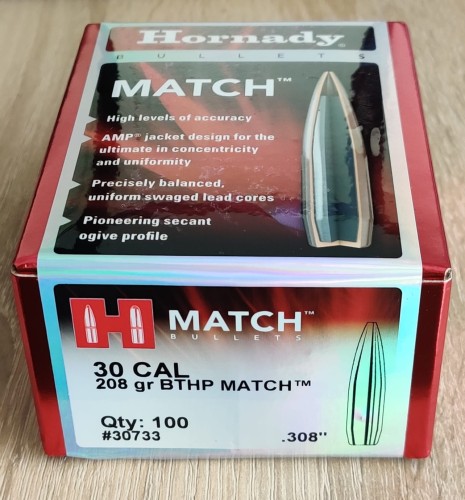 Hornady®
BULLETS
MATCH™
High levels of accuracy
AMP® jacket design for the
ultimate in concentricity
and uniformity
Precisely balanced,
uniform swaged lead cores
Pioneering secant
ogive profile
H MATCH™
BULLETS
30 CAL
208 gr BTHP MATCH™
Qty: 100
#30733 .308"